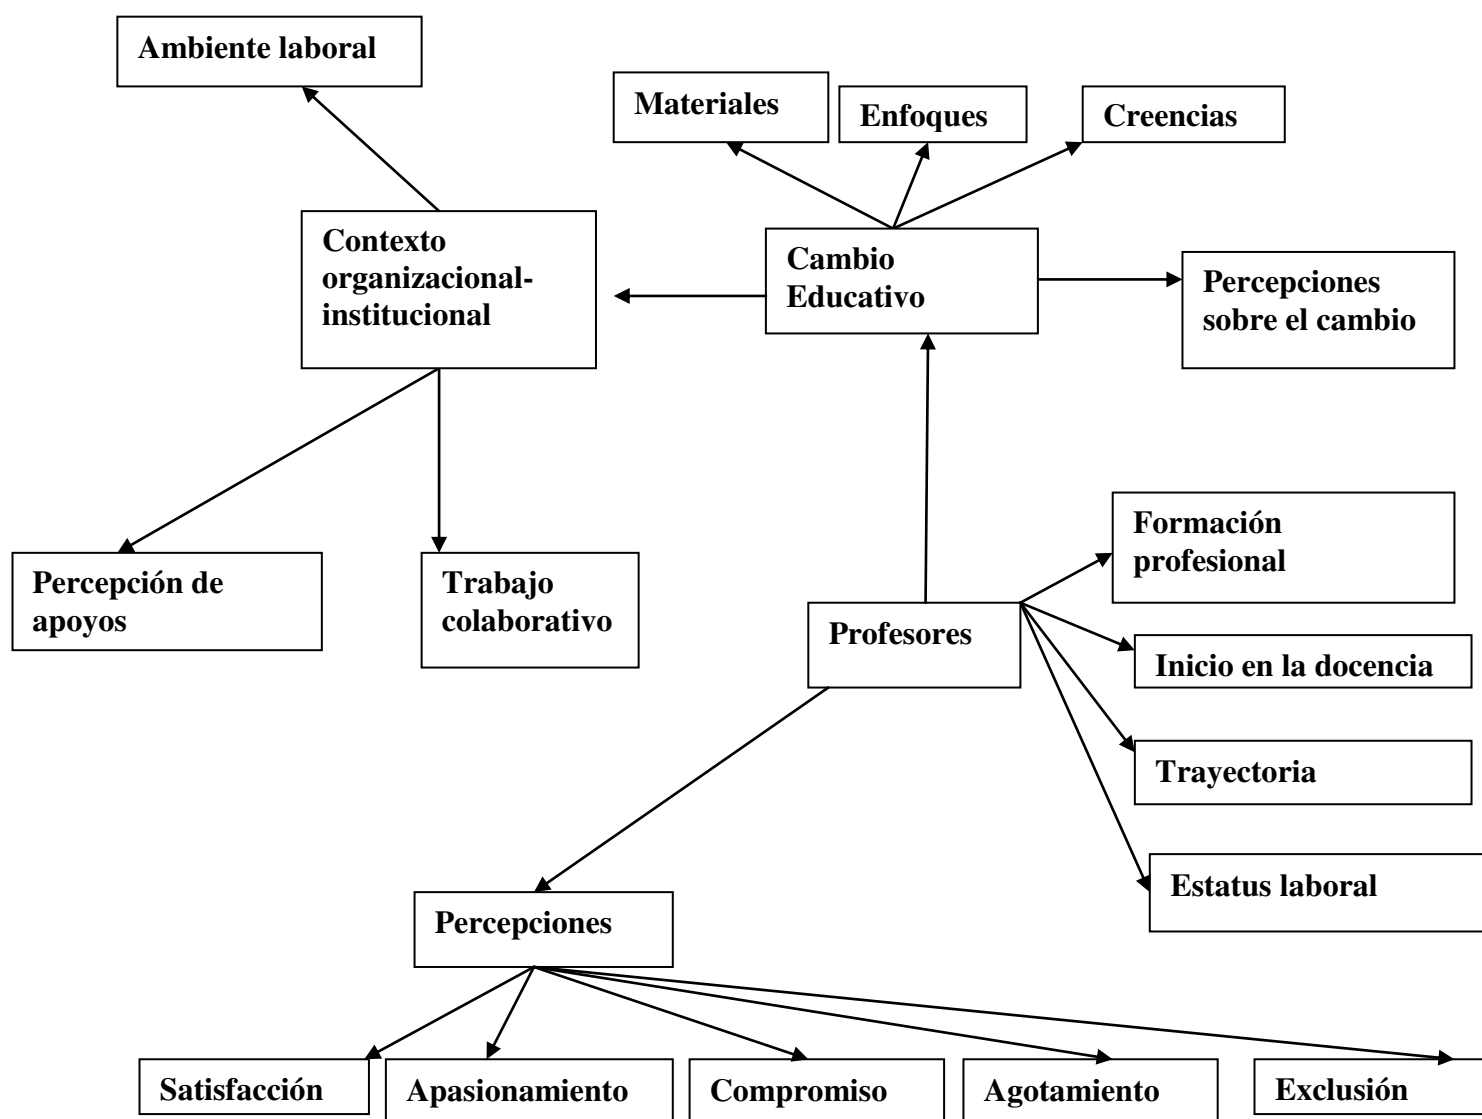 Ambiente laboral
Materiales
Enfoques
Creencias
Contexto
organizacional-
institucional
Cambio
Educativo
Percepciones
sobre el cambio
Formación
profesional
Percepción de
apoyos
Trabajo
colaborativo
Profesores
Inicio en la docencia
Trayectoria
Estatus laboral
Percepciones
Satisfacción
Apasionamiento
Compromiso
Agotamiento
Exclusión